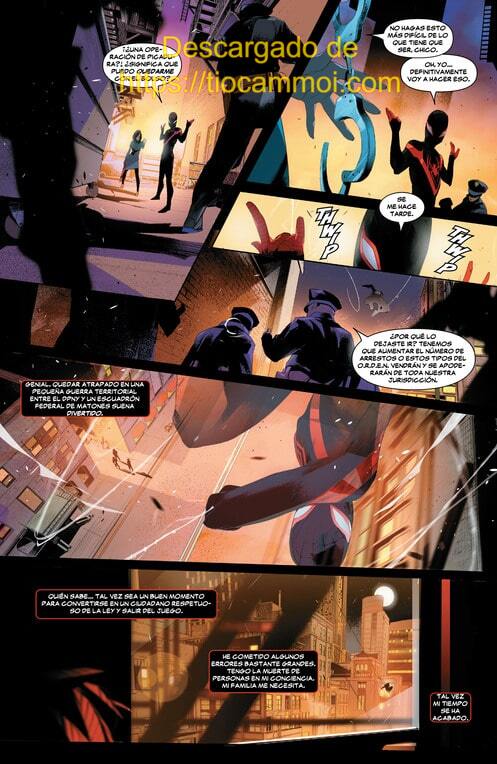 ¿¡UNA OPE-
RACIÓN DE PICADU-
RA?! ¿SIGNIFICA QUE
PUEDO QUEDARME
Descargado de
https://tiocammoi.com
NO HAGAS ESTO
MÁS DIFÍCIL DE LO
QUE TIENE QUE
SER, CHICO.
OH, YO...
DEFINITIVAMENTE
VOY A HACER ESO.
SE
ME HACE
TARDE.
THWIP
THWIP
¿POR QUÉ LO
DEJASTE IR? TENEMOS
QUE AUMENTAR EL NÚMERO DE
ARRESTOS O ESTOS TIPOS DEL
O.R.D.E.N. VENDRÁN Y SE APODE-
RARÁN DE TODA NUESTRA
JURISDICCIÓN.
GENIAL. QUEDAR ATRAPADO EN UNA
PEQUEÑA GUERRA TERRITORIAL
ENTRE EL DPNY Y UN ESCUADRÓN
FEDERAL DE MATONES SUENA
DIVERTIDO.
QUIÉN SABE... TAL VEZ SEA UN BUEN MOMENTO
PARA CONVERTIRSE EN UN CIUDADANO RESPETUO-
SO DE LA LEY Y SALIR DEL JUEGO.
HE COMETIDO ALGUNOS
ERRORES BASTANTE GRANDES.
TENGO LA MUERTE DE
PERSONAS EN MI CONCIENCIA.
MI FAMILIA ME NECESITA.
TAL VEZ
MI TIEMPO
SE HA
ACABADO.